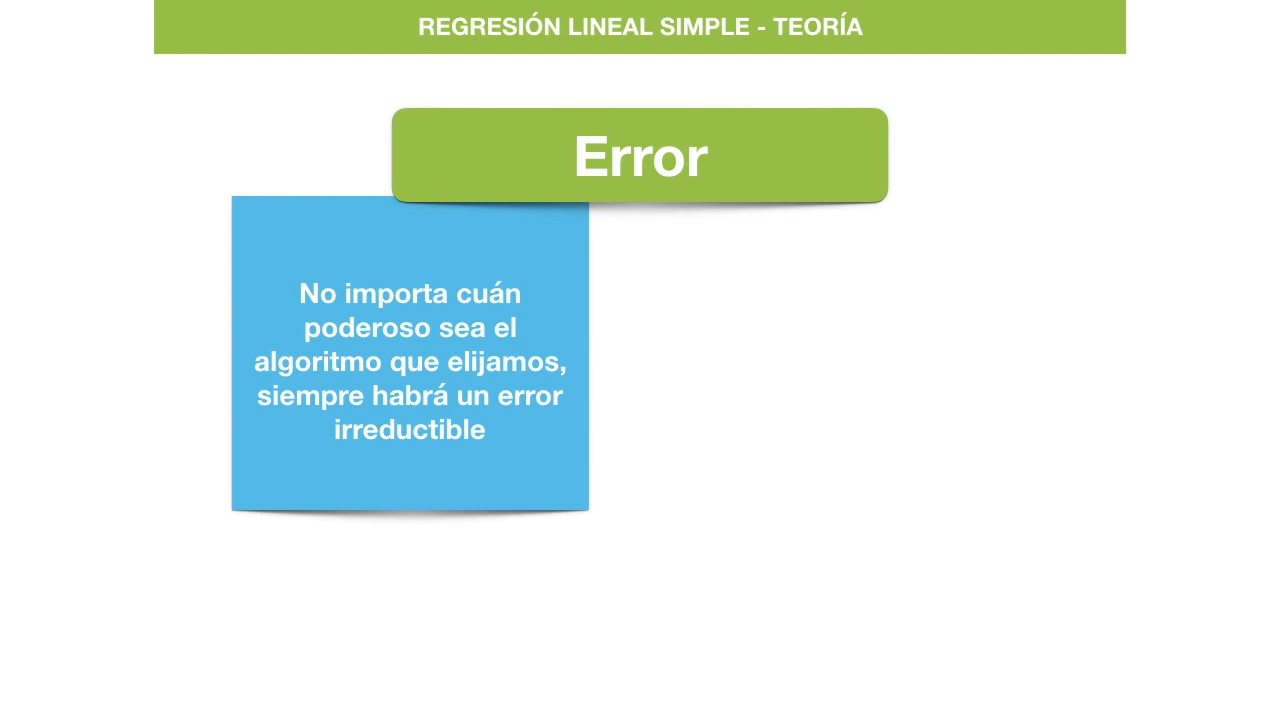 REGRESIÓN LINEAL SIMPLE - TEORÍA
Error
No importa cuán
poderoso sea el
algoritmo que elijamos,
siempre habrá un error
irreductible